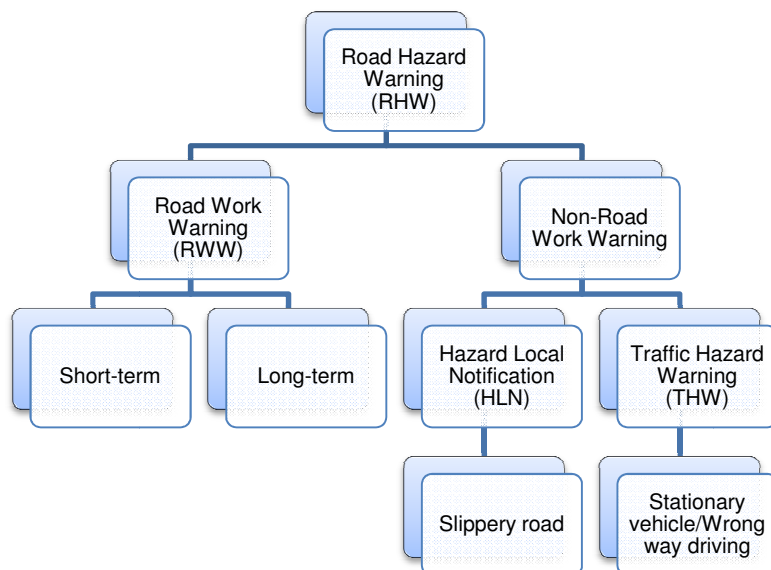 Road Hazard
Warning
(RHW)
Road Work
Warning
(RWW)
Non-Road
Work Warning
Short-term
Long-term
Hazard Local
Notification
(HLN)
Traffic Hazard
Warning
(THW)
Slippery road
Stationary
vehicle/Wrong
way driving